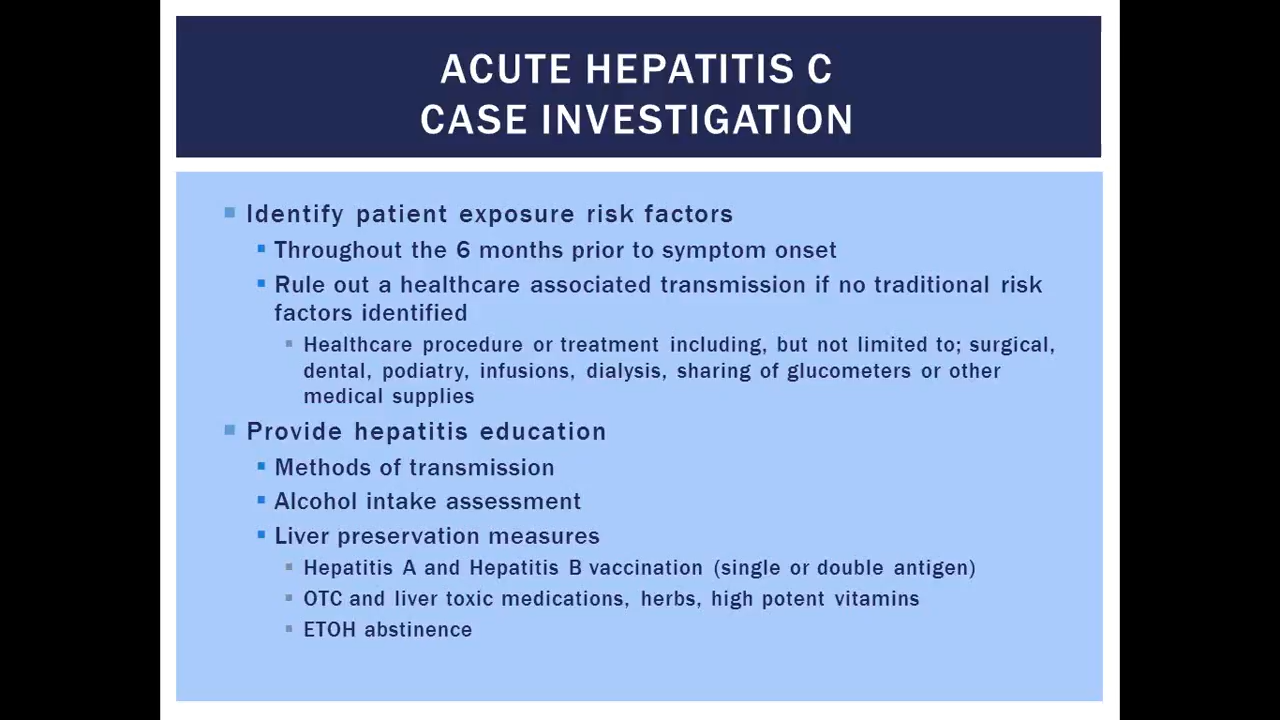 ACUTE HEPATITIS C
CASE INVESTIGATION
Identify patient exposure risk factors
Throughout the 6 months prior to symptom onset
Rule out a healthcare associated transmission if no traditional risk
factors identified
Healthcare procedure or treatment including, but not limited to; surgical,
dental, podiatry, infusions, dialysis, sharing of glucometers or other
medical supplies
Provide hepatitis education
Methods of transmission
Alcohol intake assessment
Liver preservation measures
Hepatitis A and Hepatitis B vaccination (single or double antigen)
OTC and liver toxic medications, herbs, high potent vitamins
ETOH abstinence